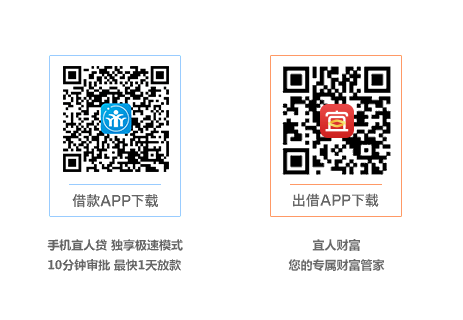 宜
借款APP下载
出借APP下载
手机宜人贷 独享极速模式
10分钟审批 最快1天放款
宜人财富
您的专属财富管家